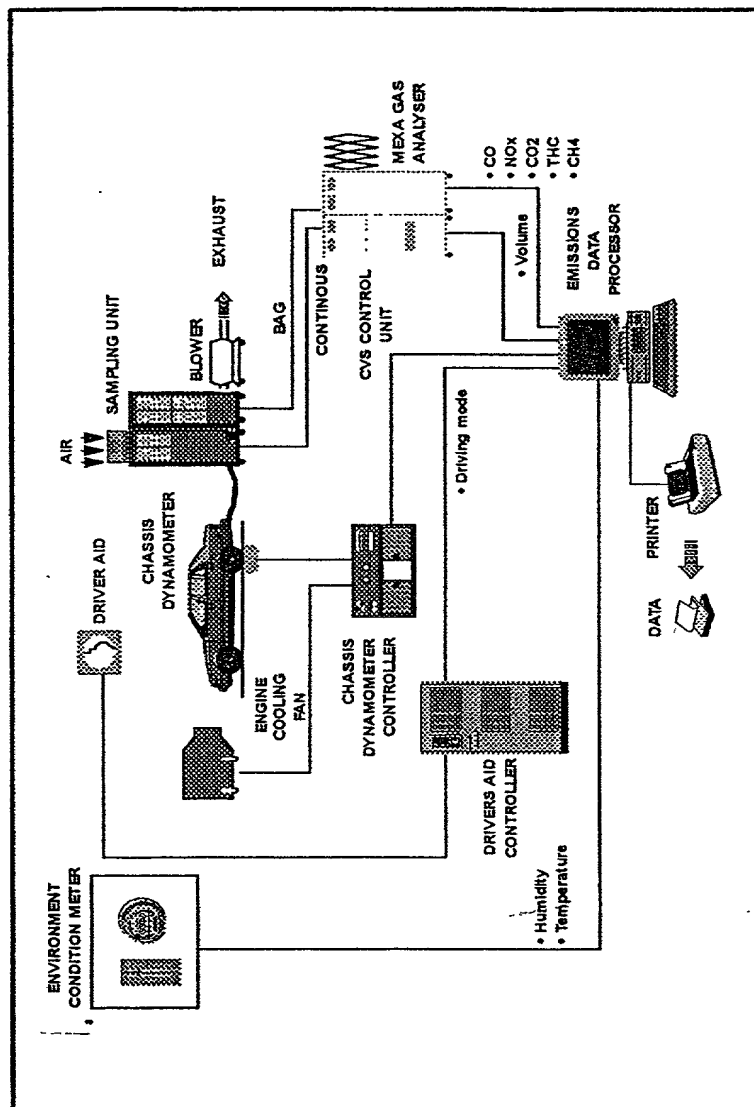 ENVIRONMENT
CONDITION METER
DRIVER AID
AIR
SAMPLING UNIT
CHASSIS
DYNAMOMETER
BLOWER
EXHAUST
ENGINE
COOLING
FAN
BAG
CONTINOUS
MEXA GAS
ANALYSER
CVS CONTROL
UNIT
CHASSIS
DYNAMOMETER
CONTROLLER
• Driving mode
• Volume
• CO
• NOx
• CO2
• THC
• CH4
DRIVERS AID
CONTROLLER
EMISSIONS
DATA
PROCESSOR
• Humidity
• Temperature
DATA
PRINTER